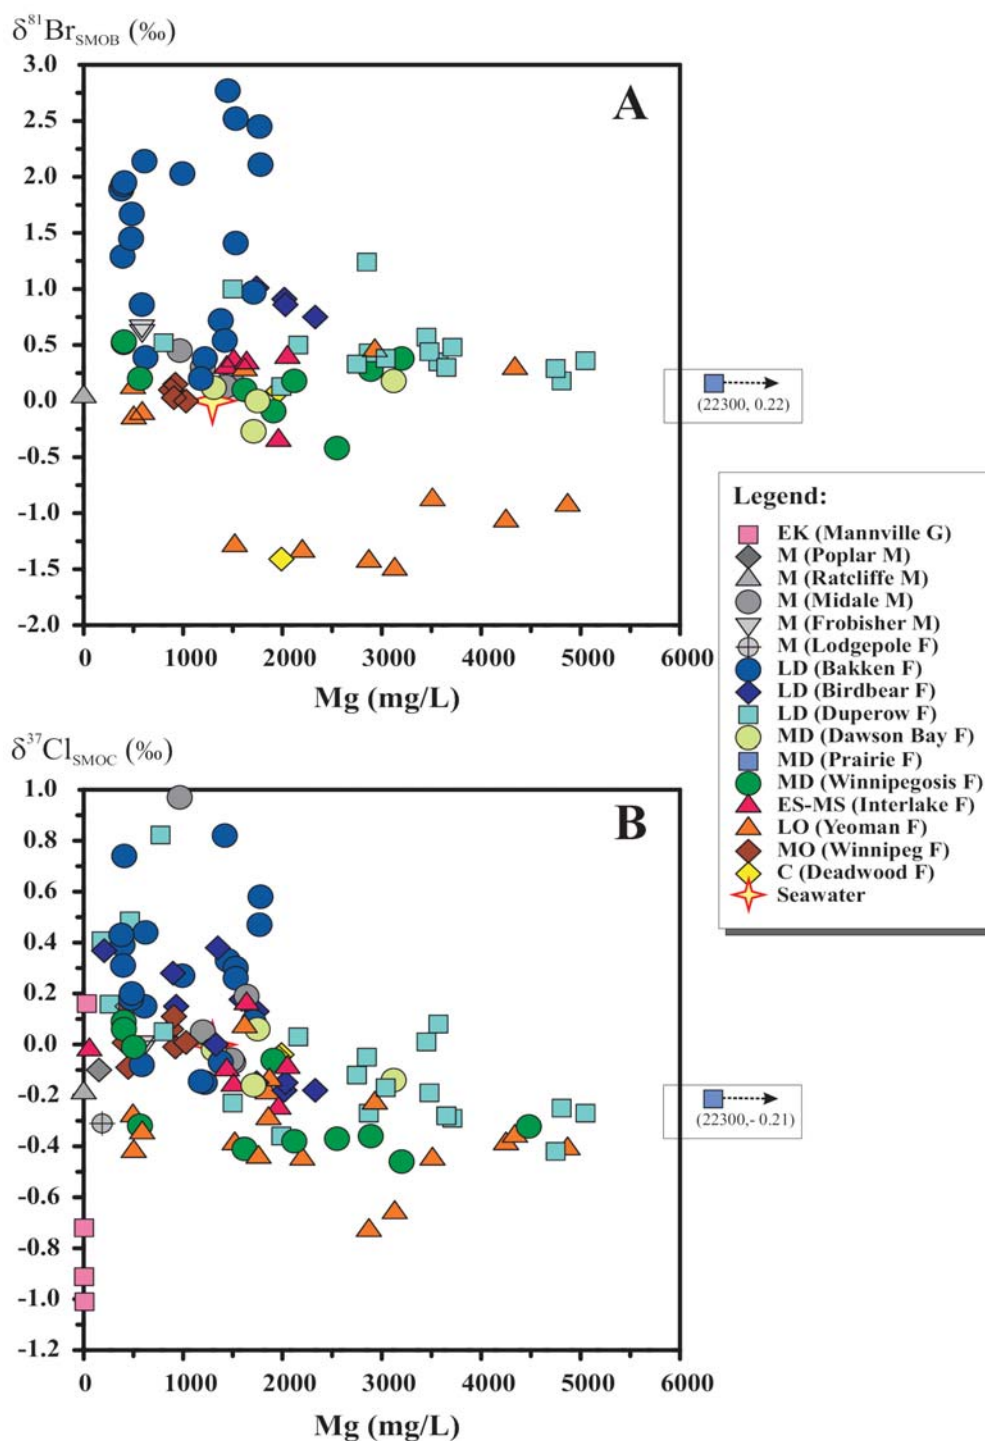 δ⁸¹Br_SMOB (‰)
3.0
2.5
2.0
1.5
1.0
0.5
0.0
-0.5
-1.0
-1.5
-2.0
A
(22300, 0.22)
0 1000 2000 3000 4000 5000 6000
Mg (mg/L)
Legend:
EK (Mannville G)
M (Poplar M)
M (Ratcliffe M)
M (Midale M)
M (Frobisher M)
M (Lodgepole F)
LD (Bakken F)
LD (Birdbear F)
LD (Duperow F)
MD (Dawson Bay F)
MD (Prairie F)
MD (Winnipegosis F)
ES-MS (Interlake F)
LO (Yeoman F)
MO (Winnipeg F)
C (Deadwood F)
Seawater
δ³⁷Cl_SMOC (‰)
1.0
0.8
0.6
0.4
0.2
0.0
-0.2
-0.4
-0.6
-0.8
-1.0
-1.2
B
(22300,- 0.21)
0 1000 2000 3000 4000 5000 6000
Mg (mg/L)